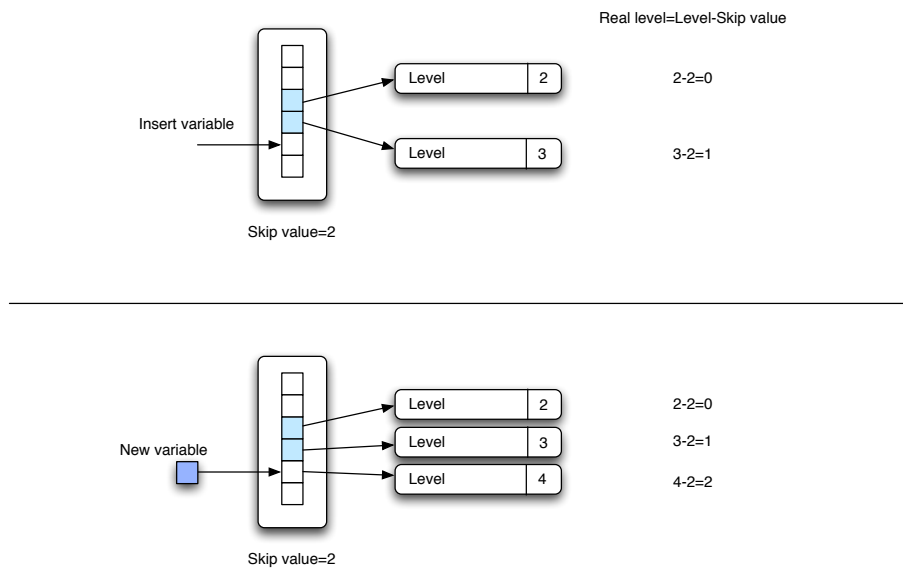 Real level=Level-Skip value
Level 2 2-2=0
Insert variable
Level 3 3-2=1
Skip value=2
Level 2 2-2=0
Level 3 3-2=1
New variable
Level 4 4-2=2
Skip value=2